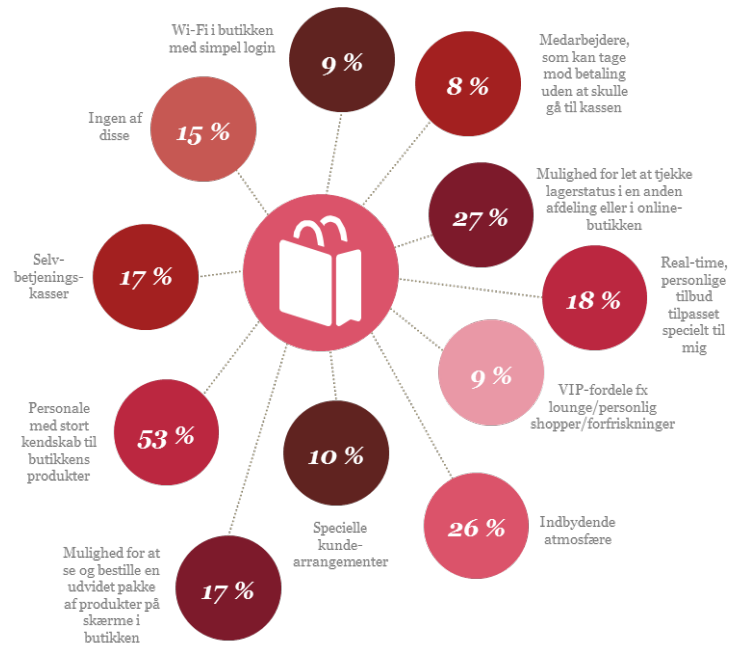 Wi-Fi i butikken
med simpel login
9 %
Medarbejdere,
som kan tage
mod betaling
uden at skulle
gå til kassen
8 %
Ingen af
disse
15 %
Mulighed for let at tjekke
lagerstatus i en anden
afdeling eller i online-
butikken
27 %
Selv-
betjenings-
kasser
17 %
Real-time,
personlige
tilbud
tilpasset
specielt til
mig
18 %
VIP-fordele fx
lounge/personlig
shopper/forfriskninger
9 %
Personale
med stort
kendskab til
butikkens
produkter
53 %
10 %
Specielle
kunde-
arrangementer
26 %
Indbydende
atmosfære
Mulighed for at
se og bestille en
udvidet pakke
af produkter på
skærme i
butikken
17 %